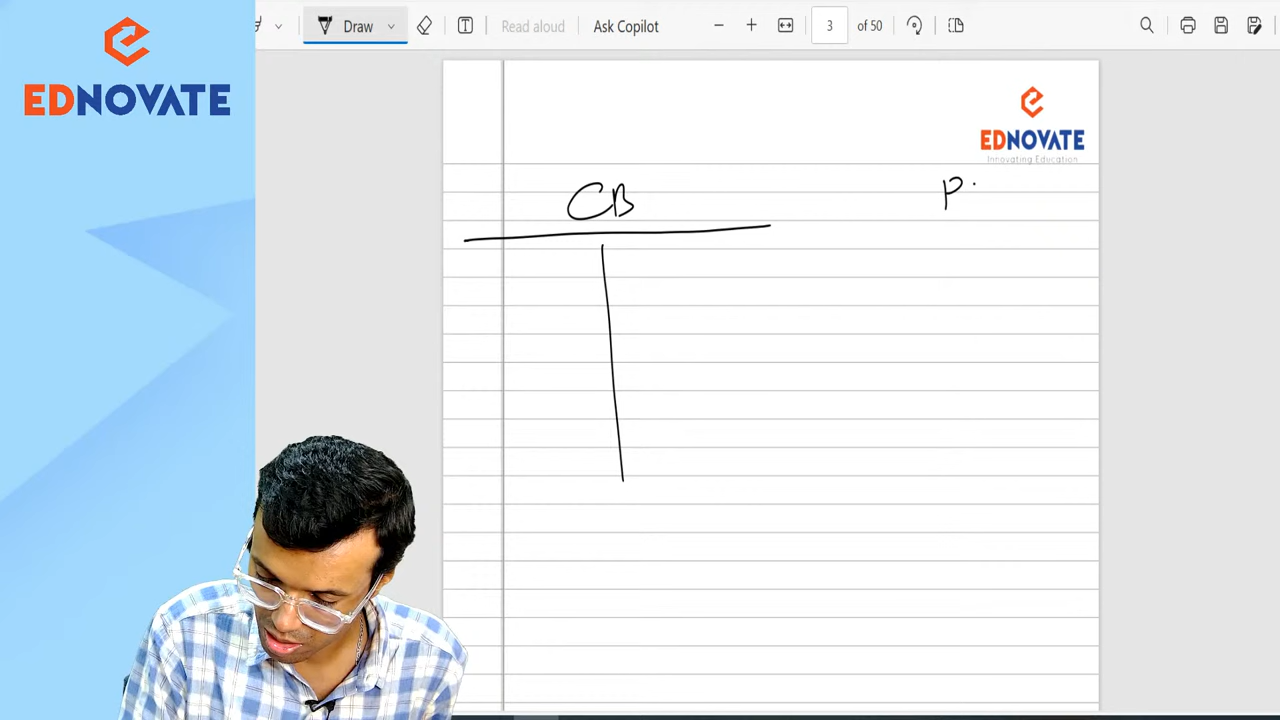 Draw
Read aloud
Ask Copilot
3 of 50
EDNOVATE
EDNOVATE
Innovating Education
CB
P.